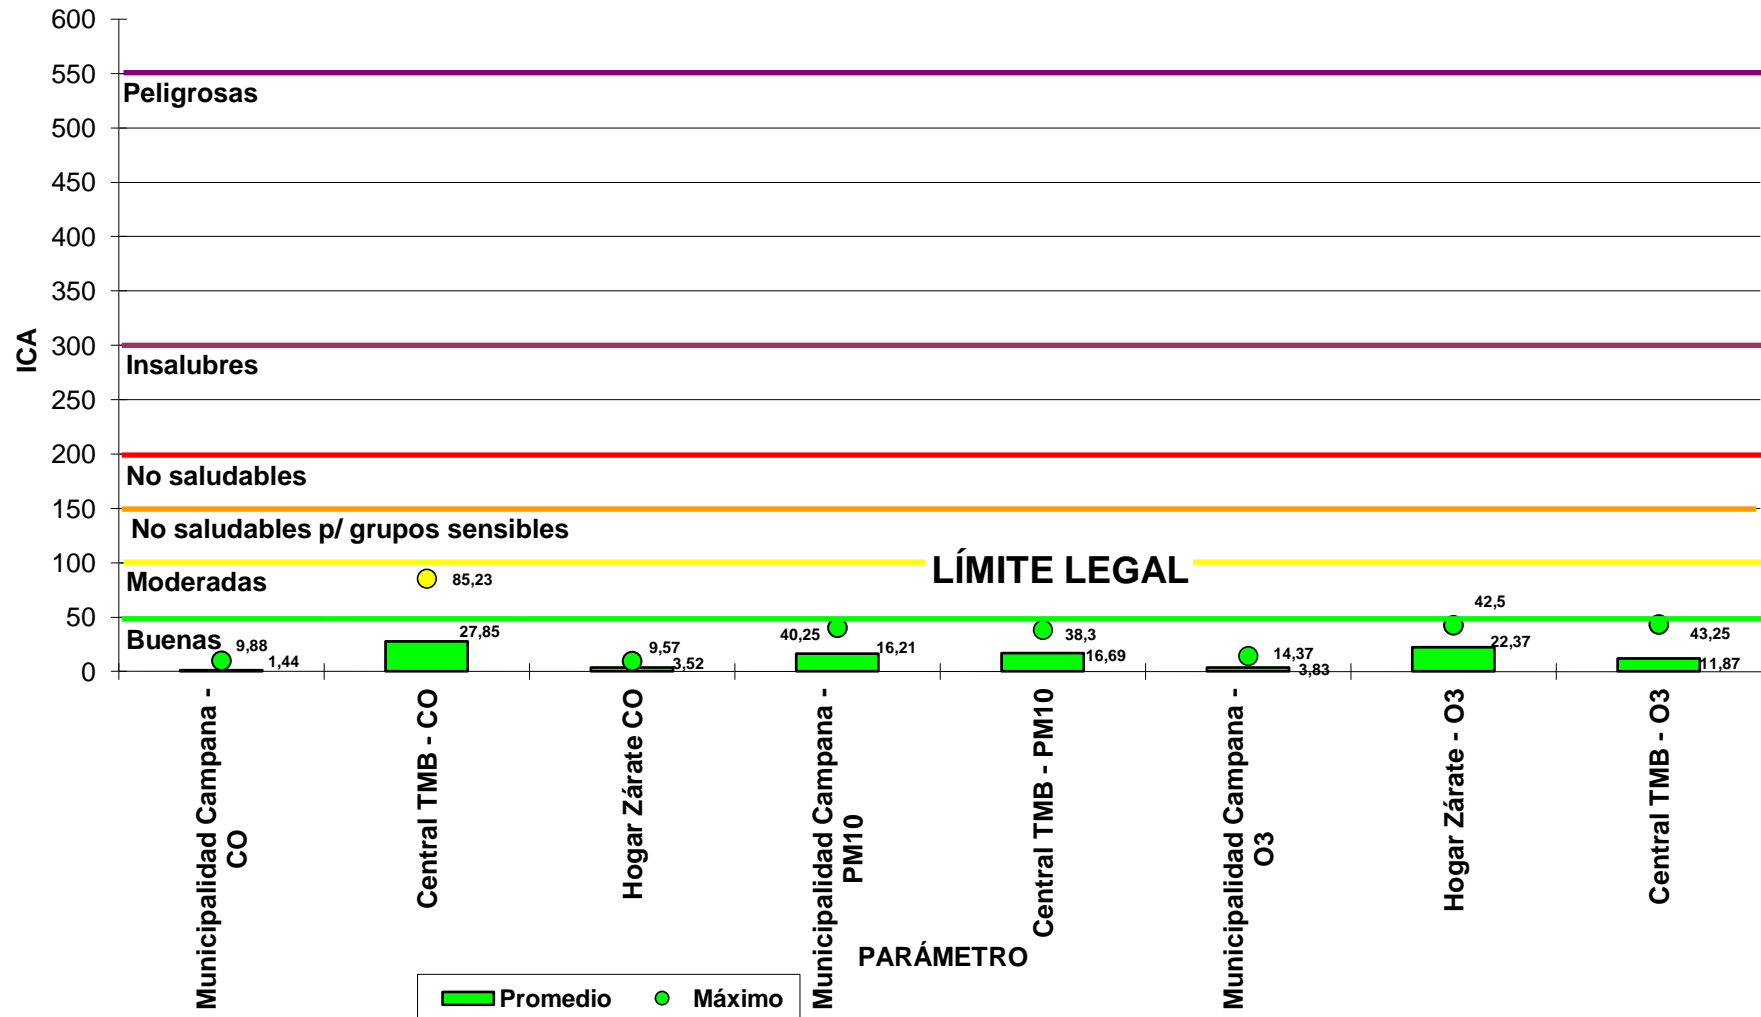 600
550
Peligrosas
500
450
400
350
300
ICA
Insalubres
250
200
No saludables
150
No saludables p/ grupos sensibles
100
LÍMITE LEGAL
Moderadas
85,23
50
42,5
Buenas
9,88
1,44
27,85
9,57
3,52
40,25
16,21
38,3
16,69
14,37
3,83
22,37
43,25
11,87
0
Municipalidad Campana -
CO
Central TMB - CO
Hogar Zárate CO
Municipalidad Campana -
PM10
Central TMB - PM10
Municipalidad Campana -
O3
Hogar Zárate - O3
Central TMB - O3
PARÁMETRO
Promedio
Máximo